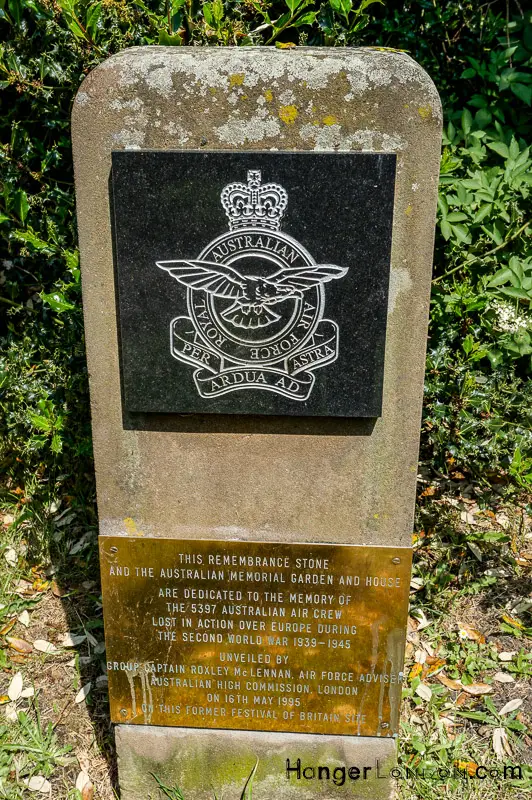 AUSTRALIAN
ROYAL AIR FORCE
PER ARDUA AD ASTRA
THIS REMEMBRANCE STONE
AND THE AUSTRALIAN MEMORIAL GARDEN AND HOUSE
ARE DEDICATED TO THE MEMORY OF
THE 5397 AUSTRALIAN AIR CREW
LOST IN ACTION OVER EUROPE DURING
THE SECOND WORLD WAR 1939-1945
UNVEILED BY
GROUP CAPTAIN ROXLEY MCLENNAN, AIR FORCE ADVISER
AUSTRALIAN HIGH COMMISSION, LONDON
ON 16TH MAY 1995
ON THIS FORMER FESTIVAL OF BRITAIN SITE
HONGERLONDON.COM